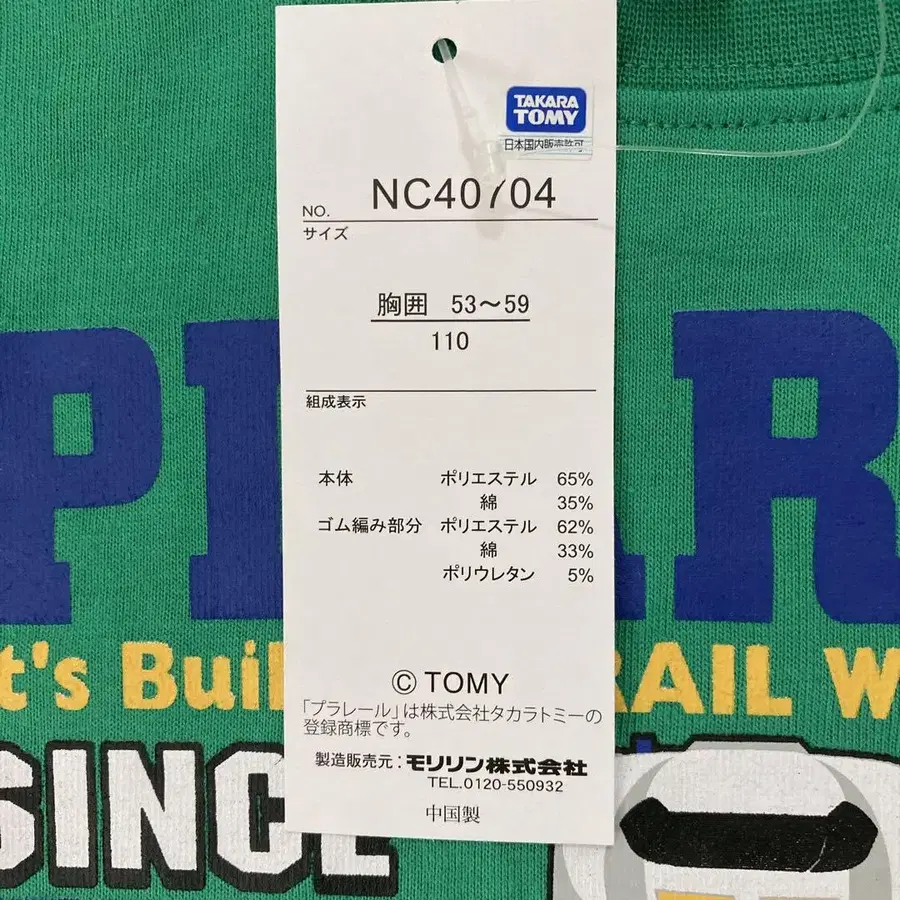 TAKARA
TOMY
日本国内販売許可
NO. NC40704
サイズ
胸囲 53〜59
110
組成表示
本体 ポリエステル 65%
綿 35%
ゴム編み部分 ポリエステル 62%
綿 33%
ポリウレタン 5%
© TOMY
「プラレール」は株式会社タカラトミーの
登録商標です。
製造販売元：モリリン株式会社
TEL.0120-550932
中国製
PL AR
t's Buil RAIL W
SINCE